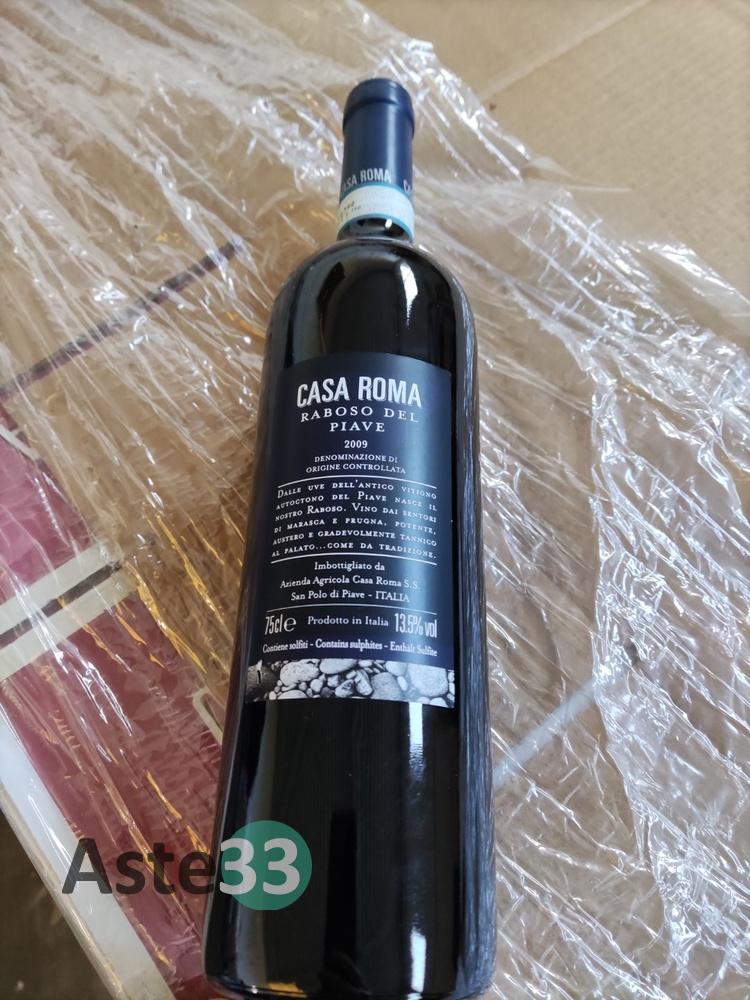 CASA ROMA
CASA ROMA
RABOSO DEL
PIAVE
2009
DENOMINAZIONE DI
ORIGINE CONTROLLATA
DALLE UVE DELL'ANTICO VITIGNO
AUTOCTONO DEL PIAVE NASCE IL
NOSTRO RABOSO. VINO DAI SENTORI
DI MARASCA E PRUGNA, POTENTE,
AUSTERO E GRADEVOLMENTE TANNICO
AL PALATO...COME DA TRADIZIONE.
Imbottigliato da
Azienda Agricola Casa Roma S.S.
San Polo di Piave - ITALIA
75cl e Prodotto in Italia 13.5% vol
Contiene solfiti - Contains sulphites - Enthält Sulfite
Aste33